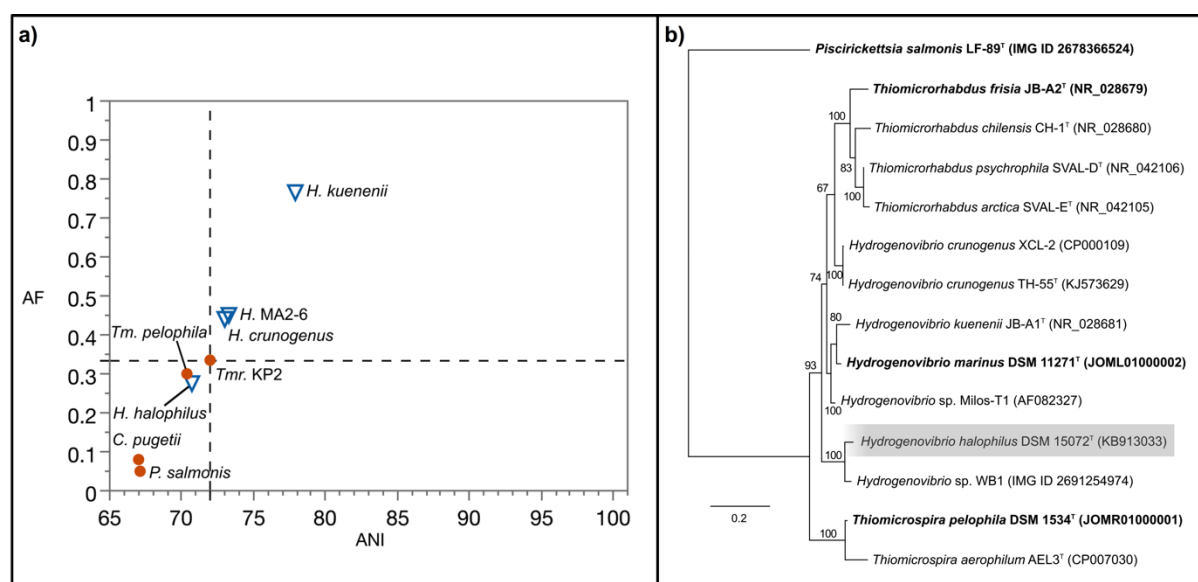 a)
1
0.9
0.8
0.7
0.6
0.5
0.4
0.3
0.2
0.1
0
AF
H. kuenenii
H. MA2-6
H. crunogenus
Tm. pelophila
Tmr. KP2
H. halophilus
C. pugetii
P. salmonis
65 70 75 80 85 90 95 100
ANI
b)
Piscirickettsia salmonis LF-89ᵀ (IMG ID 2678366524)
Thiomicrorhabdus frisia JB-A2ᵀ (NR_028679)
100
Thiomicrorhabdus chilensis CH-1ᵀ (NR_028680)
83
Thiomicrorhabdus psychrophila SVAL-Dᵀ (NR_042106)
67
100
Thiomicrorhabdus arctica SVAL-Eᵀ (NR_042105)
Hydrogenovibrio crunogenus XCL-2 (CP000109)
74
100
Hydrogenovibrio crunogenus TH-55ᵀ (KJ573629)
80
Hydrogenovibrio kuenenii JB-A1ᵀ (NR_028681)
93
Hydrogenovibrio marinus DSM 11271ᵀ (JOML01000002)
100
Hydrogenovibrio sp. Milos-T1 (AF082327)
Hydrogenovibrio halophilus DSM 15072ᵀ (KB913033)
100
Hydrogenovibrio sp. WB1 (IMG ID 2691254974)
0.2
Thiomicrospira pelophila DSM 1534ᵀ (JOMR01000001)
100
Thiomicrospira aerophilum AEL3ᵀ (CP007030)